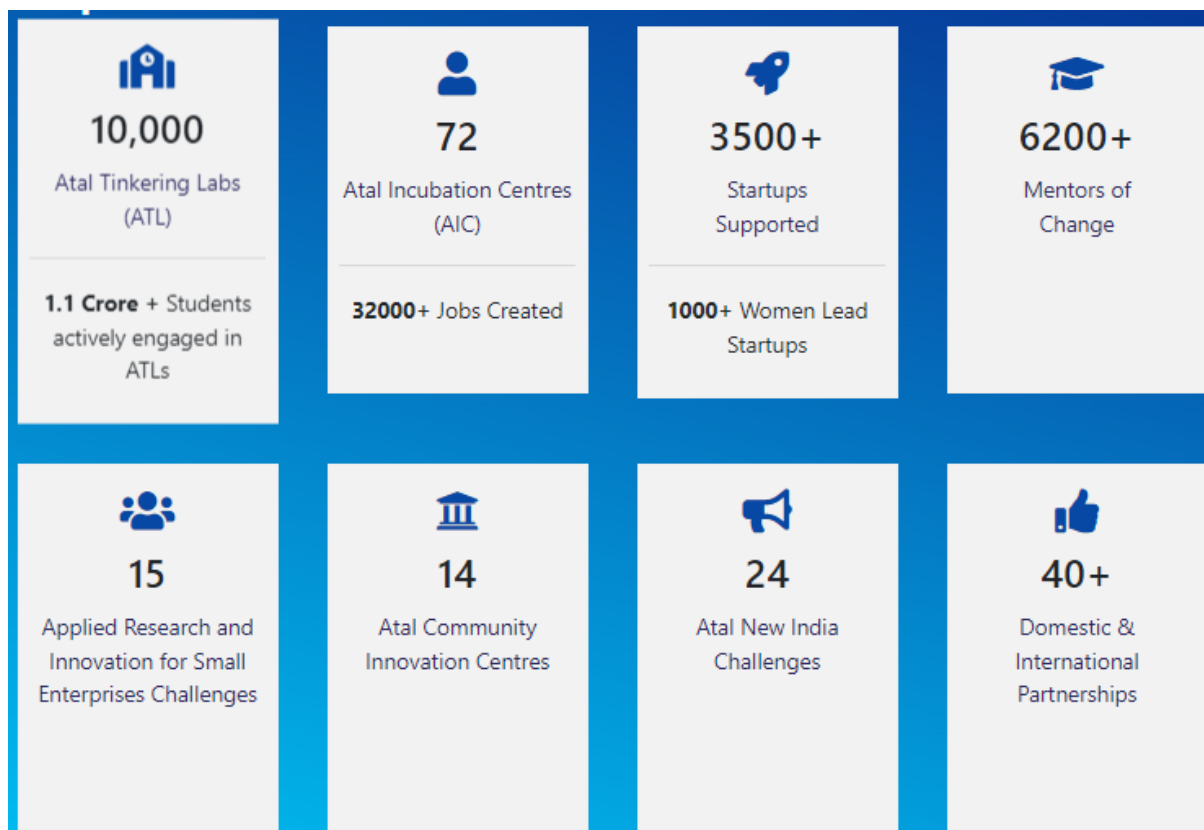 10,000
Atal Tinkering Labs
(ATL)
1.1 Crore + Students
actively engaged in
ATLs
72
Atal Incubation Centres
(AIC)
32000+ Jobs Created
3500+
Startups
Supported
1000+ Women Lead
Startups
6200+
Mentors of
Change
15
Applied Research and
Innovation for Small
Enterprises Challenges
14
Atal Community
Innovation Centres
24
Atal New India
Challenges
40+
Domestic &
International
Partnerships